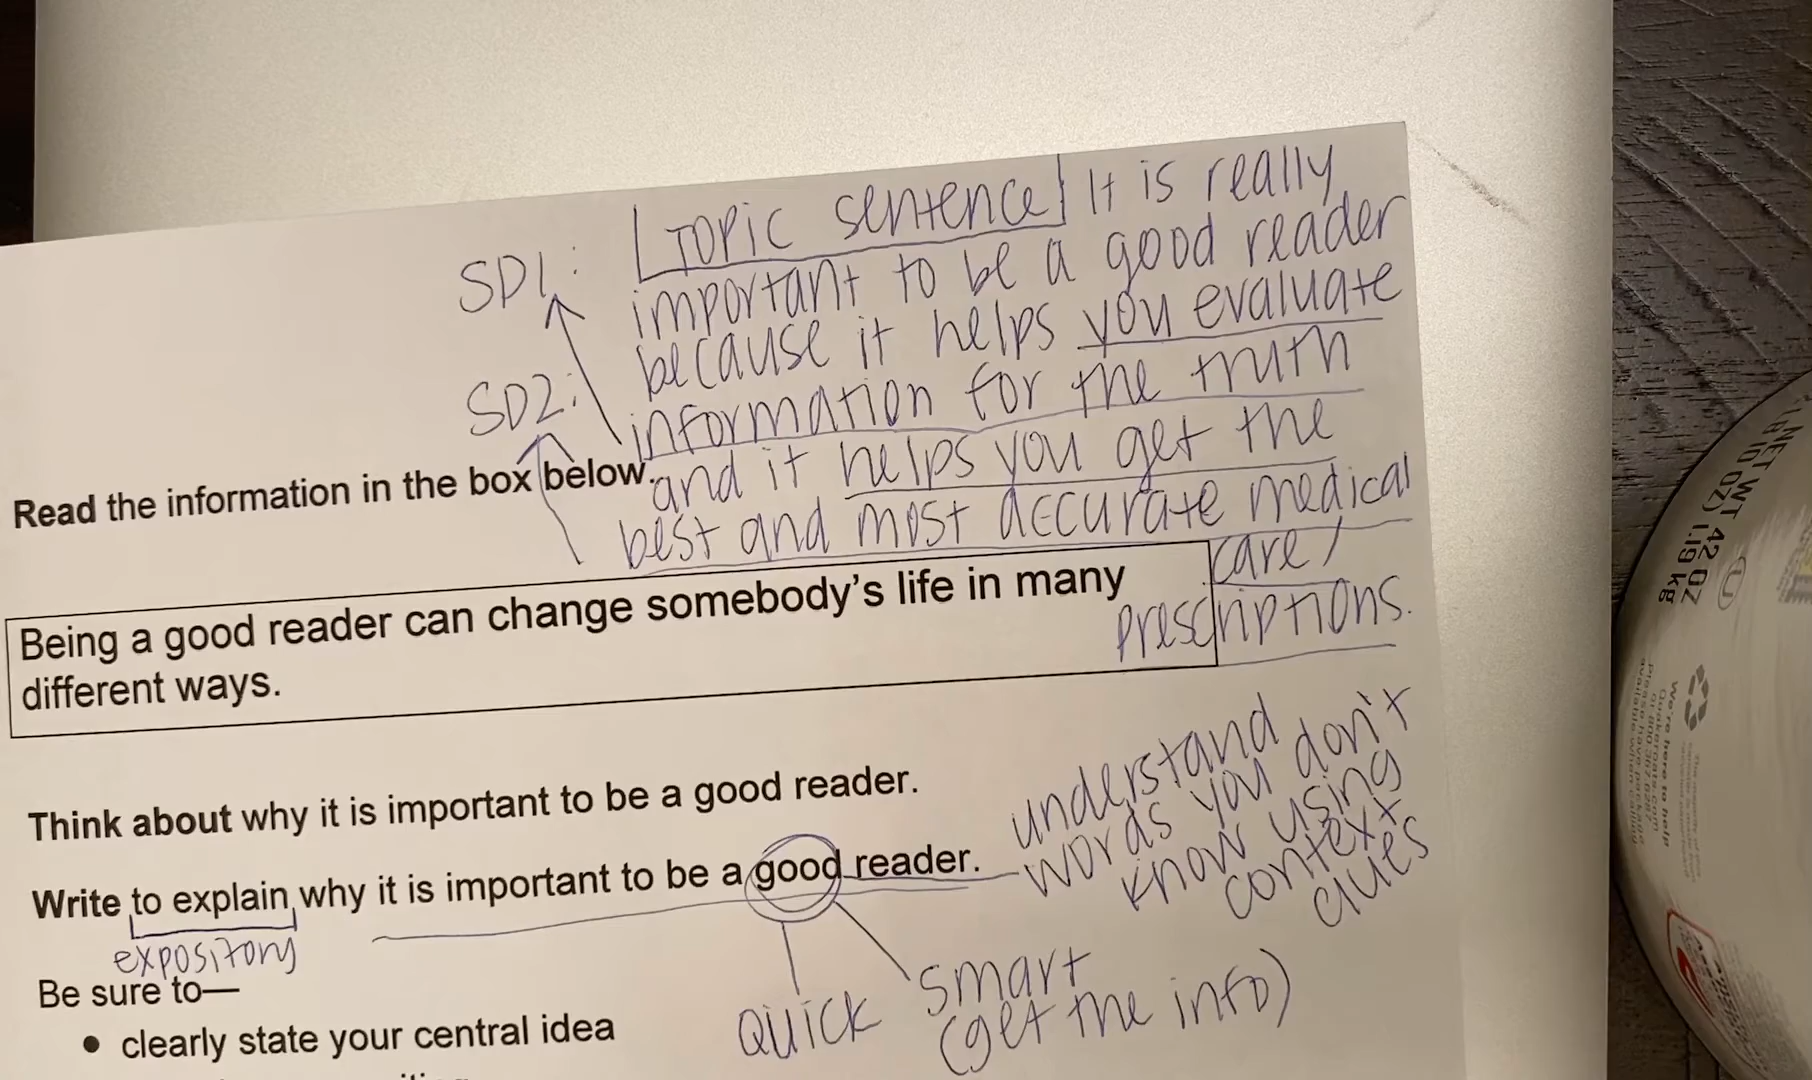 [Topic sentence] It is really
important to be a good reader
because it helps you evaluate
information for the truth
and it helps you get the
best and most accurate medical
care/
prescriptions.
SD1:
SD2:
Read the information in the box below.
Being a good reader can change somebody's life in many
different ways.
Think about why it is important to be a good reader.
Write to explain why it is important to be a good reader.
expository
understand
words you don't
know using
context
clues
quick
smart
(get the info)
Be sure to—
• clearly state your central idea
NET WT 42 OZ
1.19 kg
We're here to help